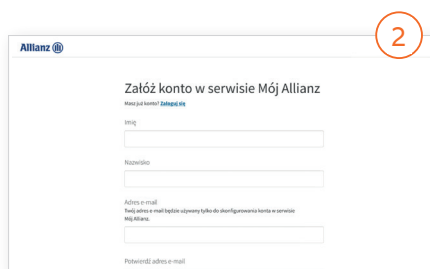 2
Allianz
Załóż konto w serwisie Mój Allianz
Masz już konto? Zaloguj się
Imię
Nazwisko
Adres e-mail
Twój adres e-mail będzie używany tylko do skonfigurowania konta w serwisie
Mój Allianz.
Potwierdź adres e-mail